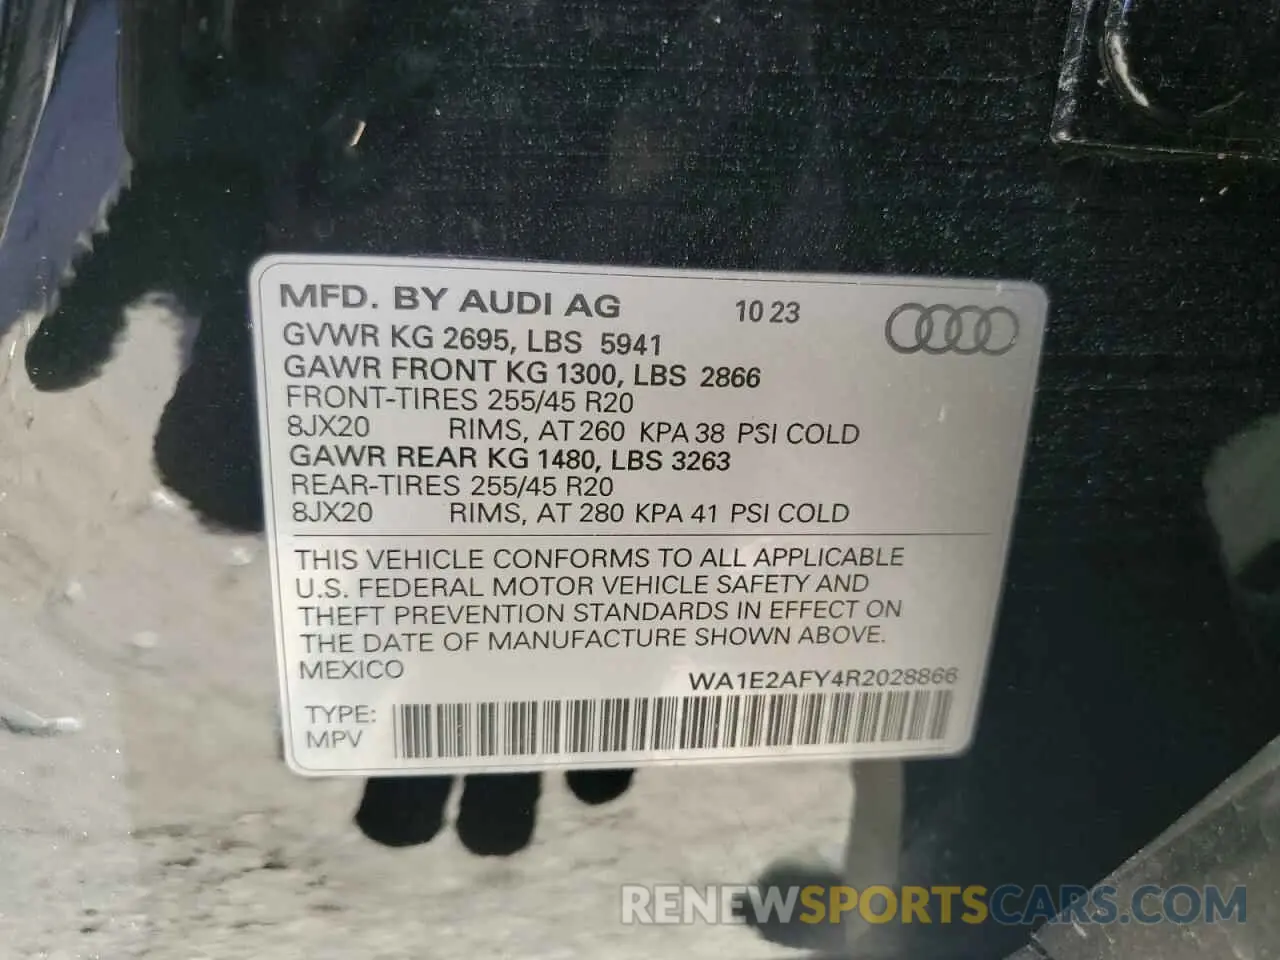 MFD. BY AUDI AG 10 23
GVWR KG 2695, LBS 5941
GAWR FRONT KG 1300, LBS 2866
FRONT-TIRES 255/45 R20
8JX20 RIMS, AT 260 KPA 38 PSI COLD
GAWR REAR KG 1480, LBS 3263
REAR-TIRES 255/45 R20
8JX20 RIMS, AT 280 KPA 41 PSI COLD
THIS VEHICLE CONFORMS TO ALL APPLICABLE
U.S. FEDERAL MOTOR VEHICLE SAFETY AND
THEFT PREVENTION STANDARDS IN EFFECT ON
THE DATE OF MANUFACTURE SHOWN ABOVE.
MEXICO WA1E2AFY4R2028866
TYPE:
MPV
RENEWSPORTSCARS.COM